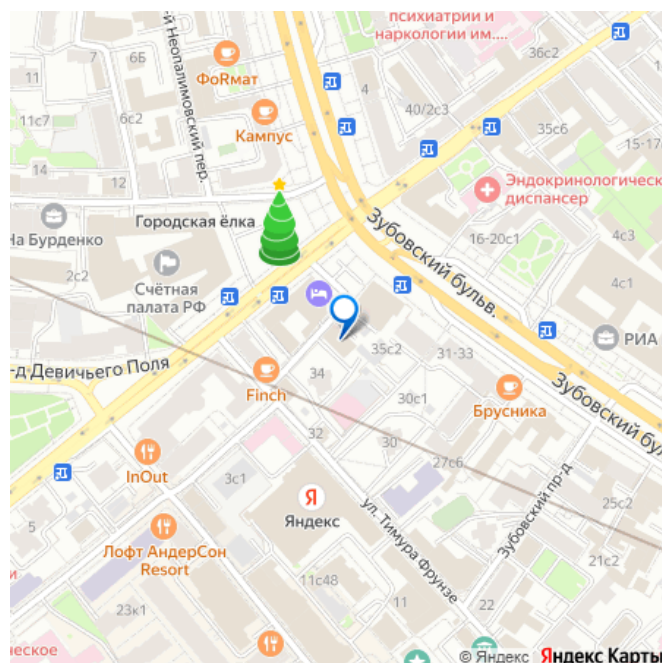 психиатрии и
наркологии им....
36с2
7
6Б
-й Неопалимовский пер.
11
ФоRмат
4
40/2с3
11с7
6с2
Кампус
35с6
15-17
14
12
Эндокринологичес
диспансер
На Бурденко
Городская ёлка
Зубовский бульв.
16-20с1
4с3
2с2
Счётная
палата РФ
4с1
РИА
-д Девичьего Поля
35с2
31-33
34
Finch
30с1
Брусника
Зубовский бул
32
30
27с6
InOut
3с1
Я
Яндекс
ул. Тимура Фрунзе
Зубовский пр-д
25с2
5
Лофт АндерСон
Resort
21с2
11с48
23к1
11
22
ческое
© Яндекс Яндекс Карты